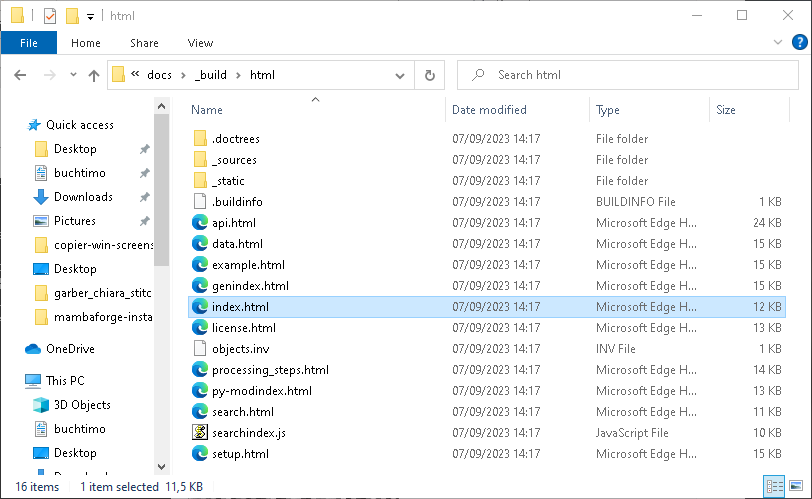 html
File Home Share View
« docs › _build › html
Search html
Name Date modified Type Size
Quick access
Desktop
buchtimo
Downloads
Pictures
copier-win-screens
Desktop
garber_chiara_stitc
mambaforge-insta
OneDrive
This PC
3D Objects
buchtimo
Desktop
.doctrees 07/09/2023 14:17 File folder
_sources 07/09/2023 14:17 File folder
_static 07/09/2023 14:17 File folder
.buildinfo 07/09/2023 14:17 BUILDINFO File 1 KB
api.html 07/09/2023 14:17 Microsoft Edge H... 24 KB
data.html 07/09/2023 14:17 Microsoft Edge H... 15 KB
example.html 07/09/2023 14:17 Microsoft Edge H... 15 KB
genindex.html 07/09/2023 14:17 Microsoft Edge H... 15 KB
index.html 07/09/2023 14:17 Microsoft Edge H... 12 KB
license.html 07/09/2023 14:17 Microsoft Edge H... 13 KB
objects.inv 07/09/2023 14:17 INV File 1 KB
processing_steps.html 07/09/2023 14:17 Microsoft Edge H... 14 KB
py-modindex.html 07/09/2023 14:17 Microsoft Edge H... 13 KB
search.html 07/09/2023 14:17 Microsoft Edge H... 11 KB
searchindex.js 07/09/2023 14:17 JavaScript File 10 KB
setup.html 07/09/2023 14:17 Microsoft Edge H... 15 KB
16 items 1 item selected 11,5 KB